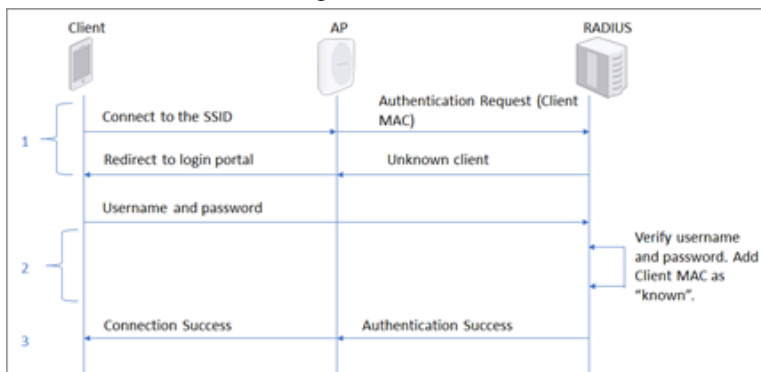 Client
AP
RADIUS
Connect to the SSID
Authentication Request (Client
MAC)
1
Redirect to login portal
Unknown client
Username and password
2
Verify username
and password. Add
Client MAC as
“known”.
3
Connection Success
Authentication Success